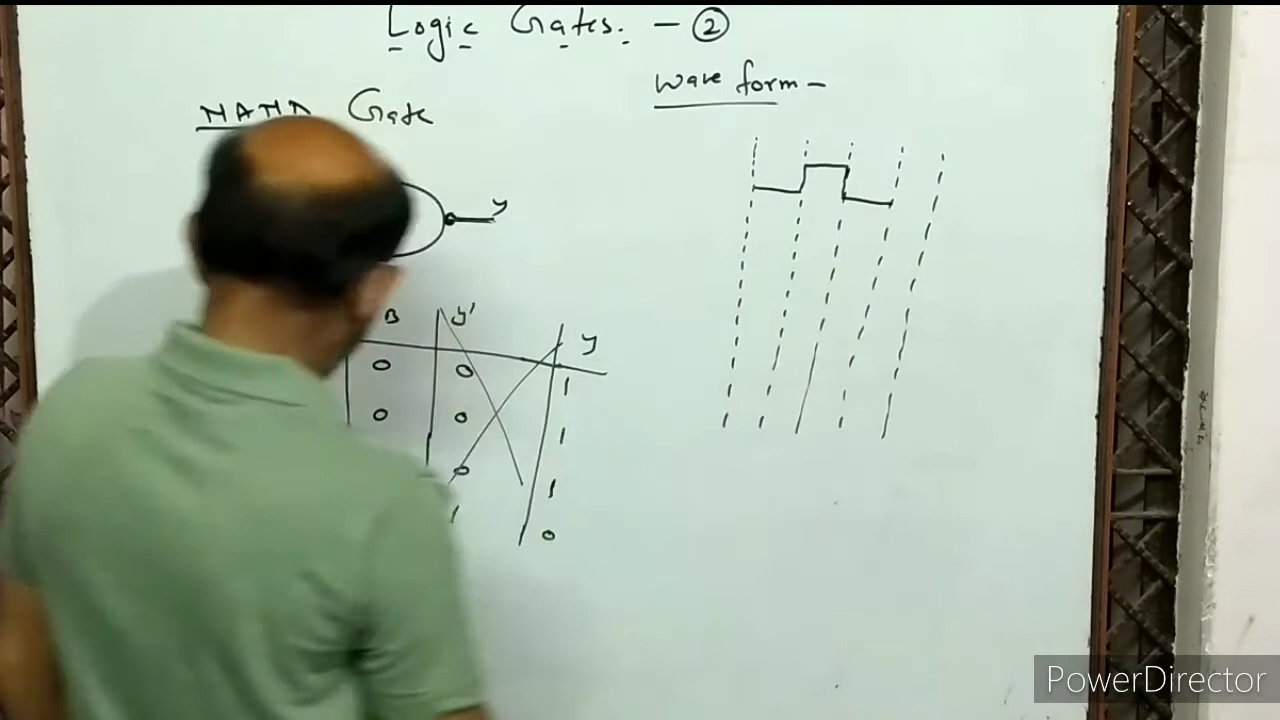 Logic Gates. - ②
Wave form -
NAND Gate
y
B y' y
0 0 1
0 0 1
0 1
1 0
PowerDirector